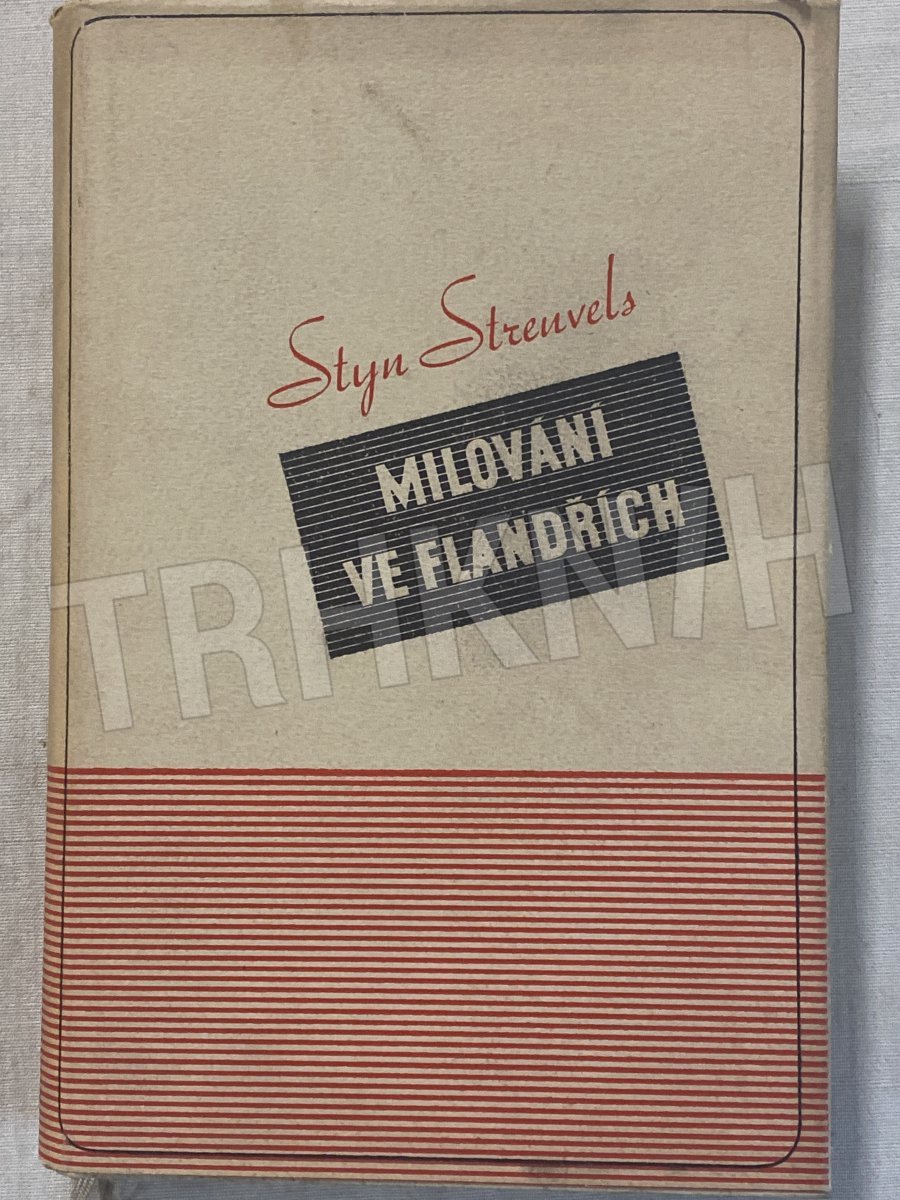 Styn Streuvels
MILOVÁNÍ
VE FLANDŘÍCH
TRHKNIH